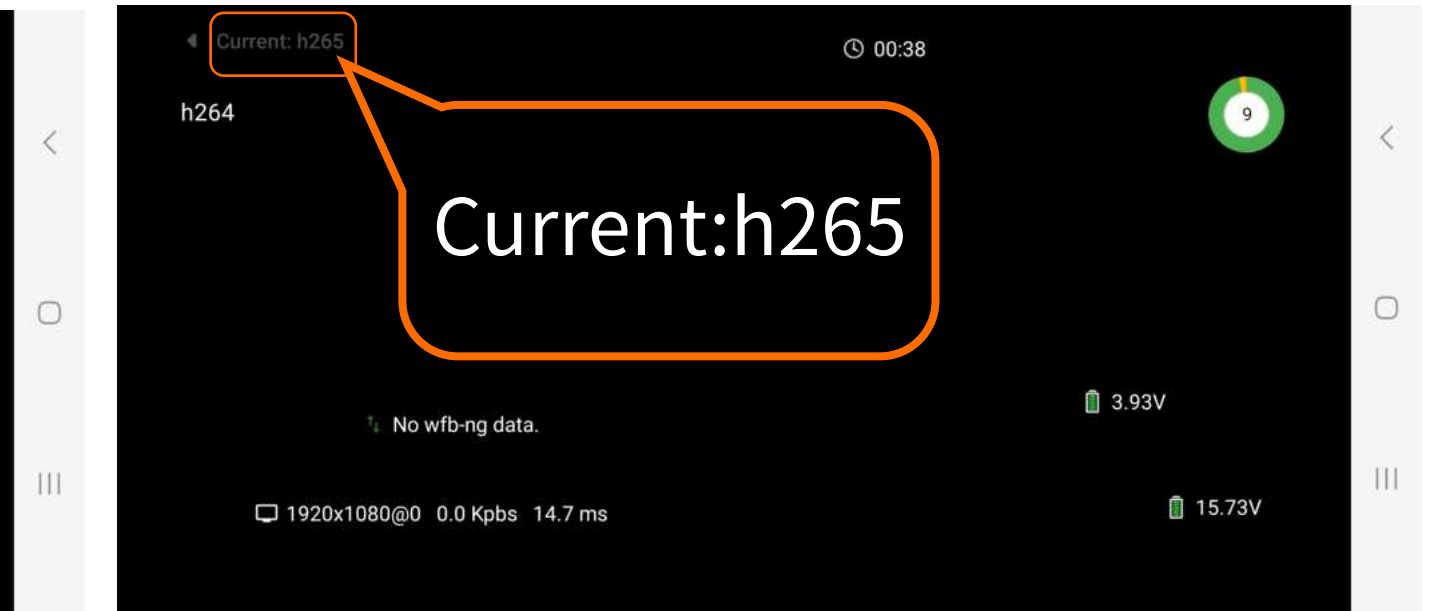 Current: h265
00:38
h264
9
Current:h265
3.93V
No wfb-ng data.
1920x1080@0 0.0 Kpbs 14.7 ms
15.73V